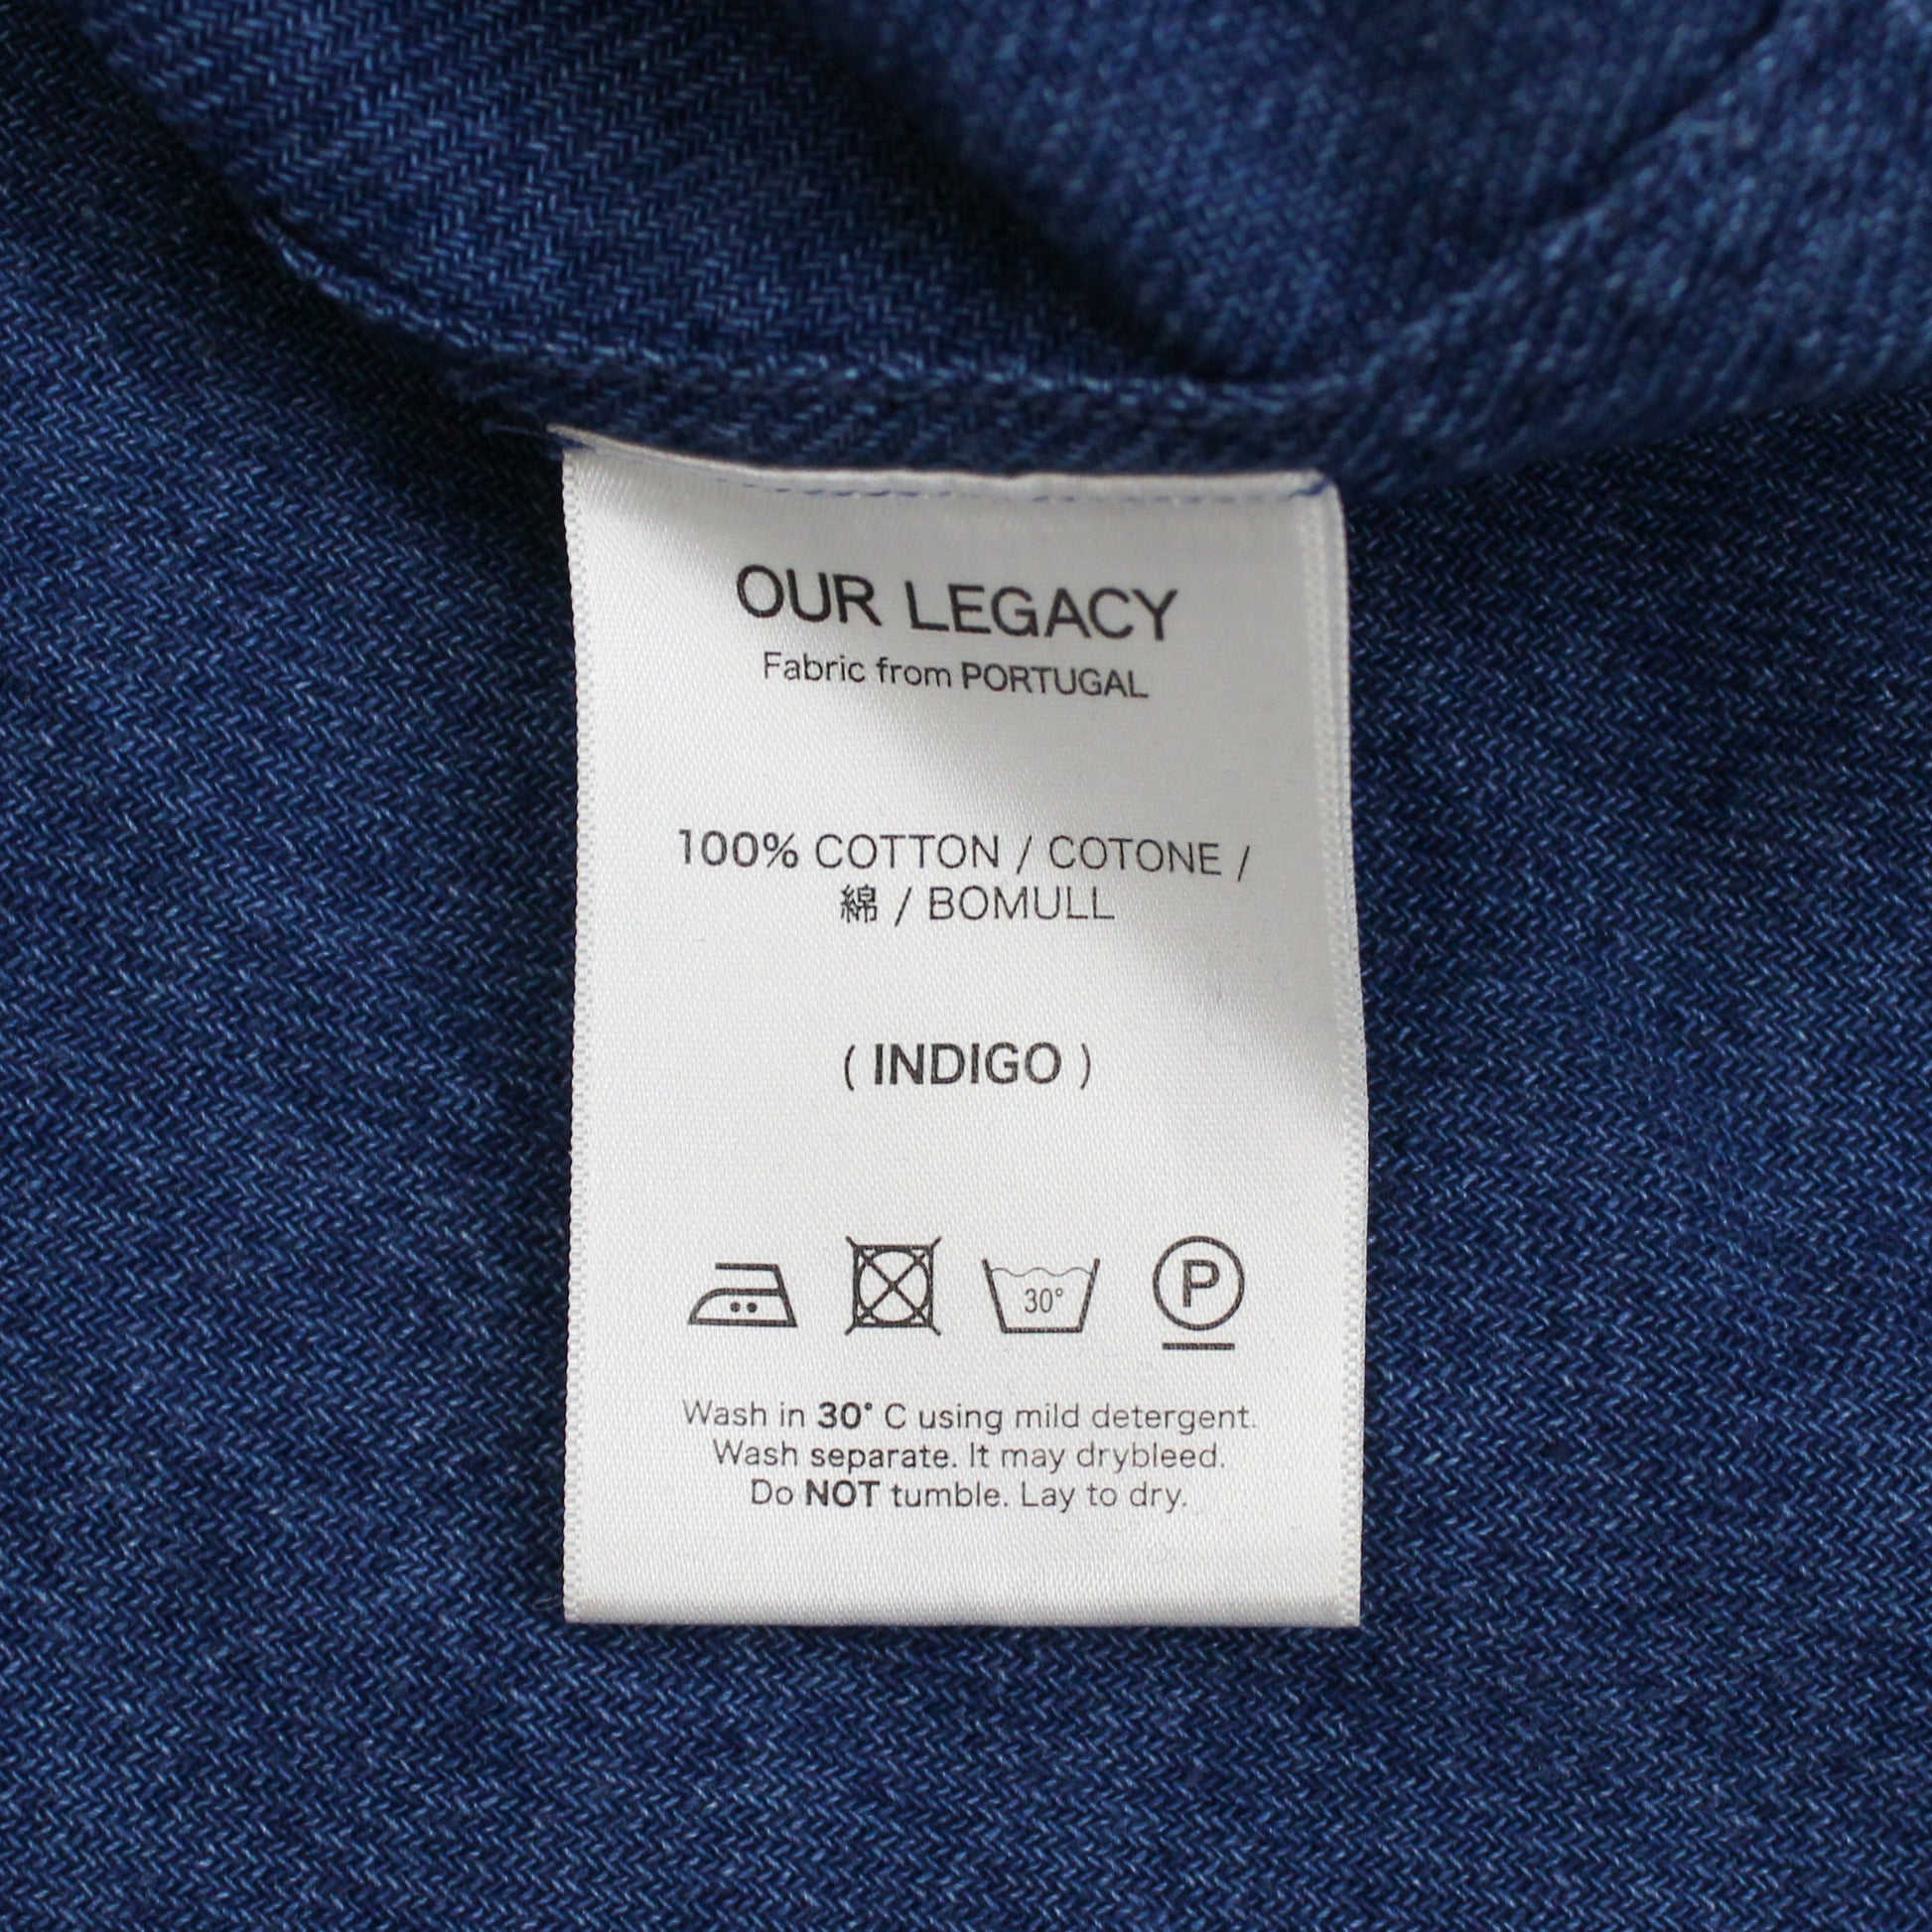 OUR LEGACY
Fabric from PORTUGAL
100% COTTON / COTONE /
綿 / BOMULL
( INDIGO )
30°
P
Wash in 30° C using mild detergent.
Wash separate. It may drybleed.
Do NOT tumble. Lay to dry.